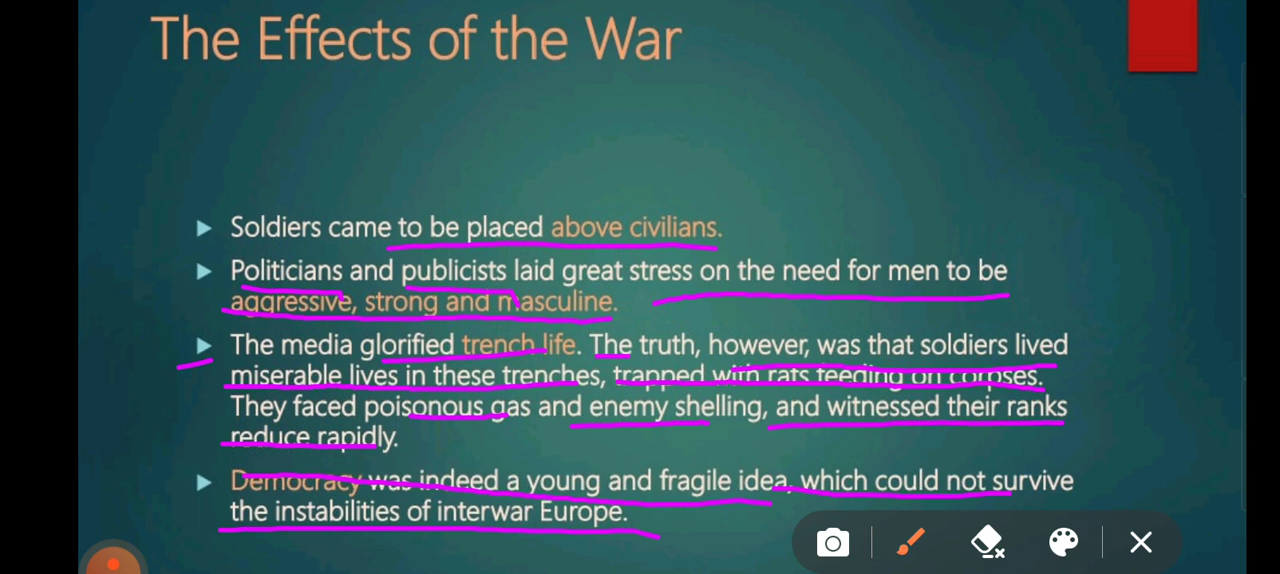 The Effects of the War
Soldiers came to be placed above civilians.
Politicians and publicists laid great stress on the need for men to be
aggressive, strong and masculine.
The media glorified trench life. The truth, however, was that soldiers lived
miserable lives in these trenches, trapped with rats feeding on corpses.
They faced poisonous gas and enemy shelling, and witnessed their ranks
reduce rapidly.
Democracy was indeed a young and fragile idea, which could not survive
the instabilities of interwar Europe.